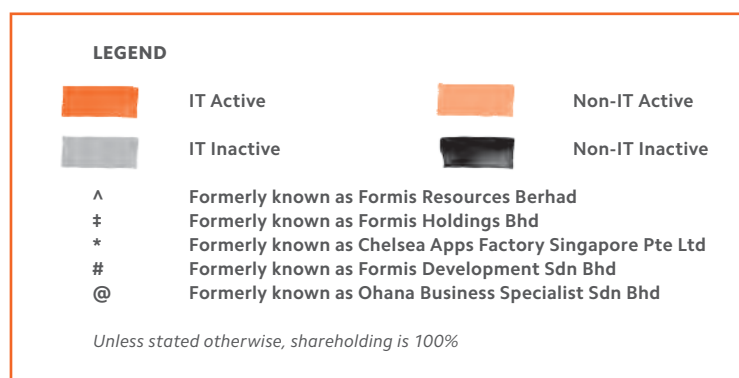 LEGEND
IT Active
Non-IT Active
IT Inactive
Non-IT Inactive
^ Formerly known as Formis Resources Berhad
‡ Formerly known as Formis Holdings Bhd
* Formerly known as Chelsea Apps Factory Singapore Pte Ltd
# Formerly known as Formis Development Sdn Bhd
@ Formerly known as Ohana Business Specialist Sdn Bhd
Unless stated otherwise, shareholding is 100%